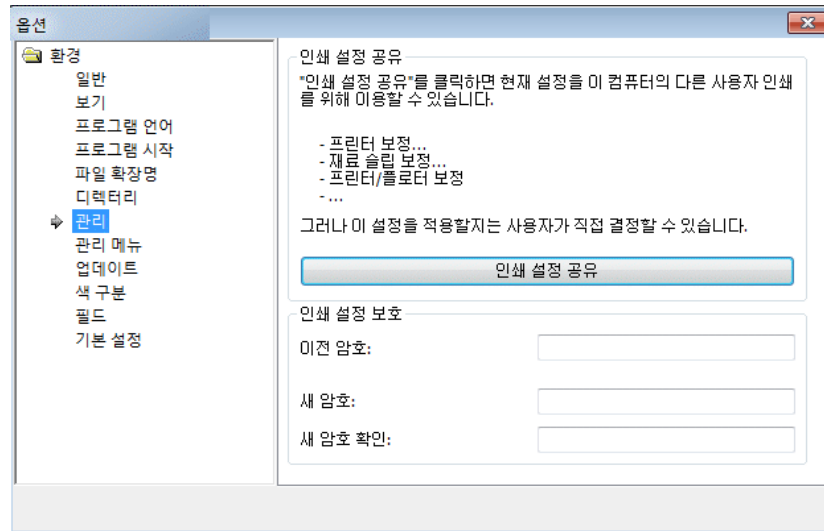 옵션
환경
일반
보기
프로그램 언어
프로그램 시작
파일 확장명
디렉터리
관리
관리 메뉴
업데이트
색 구분
필드
기본 설정
인쇄 설정 공유
"인쇄 설정 공유"를 클릭하면 현재 설정을 이 컴퓨터의 다른 사용자 인쇄
를 위해 이용할 수 있습니다.
- 프린터 보정...
- 재료 슬립 보정...
- 프린터/플로터 보정
- ...
그러나 이 설정을 적용할지는 사용자가 직접 결정할 수 있습니다.
인쇄 설정 공유
인쇄 설정 보호
이전 암호:
새 암호:
새 암호 확인: